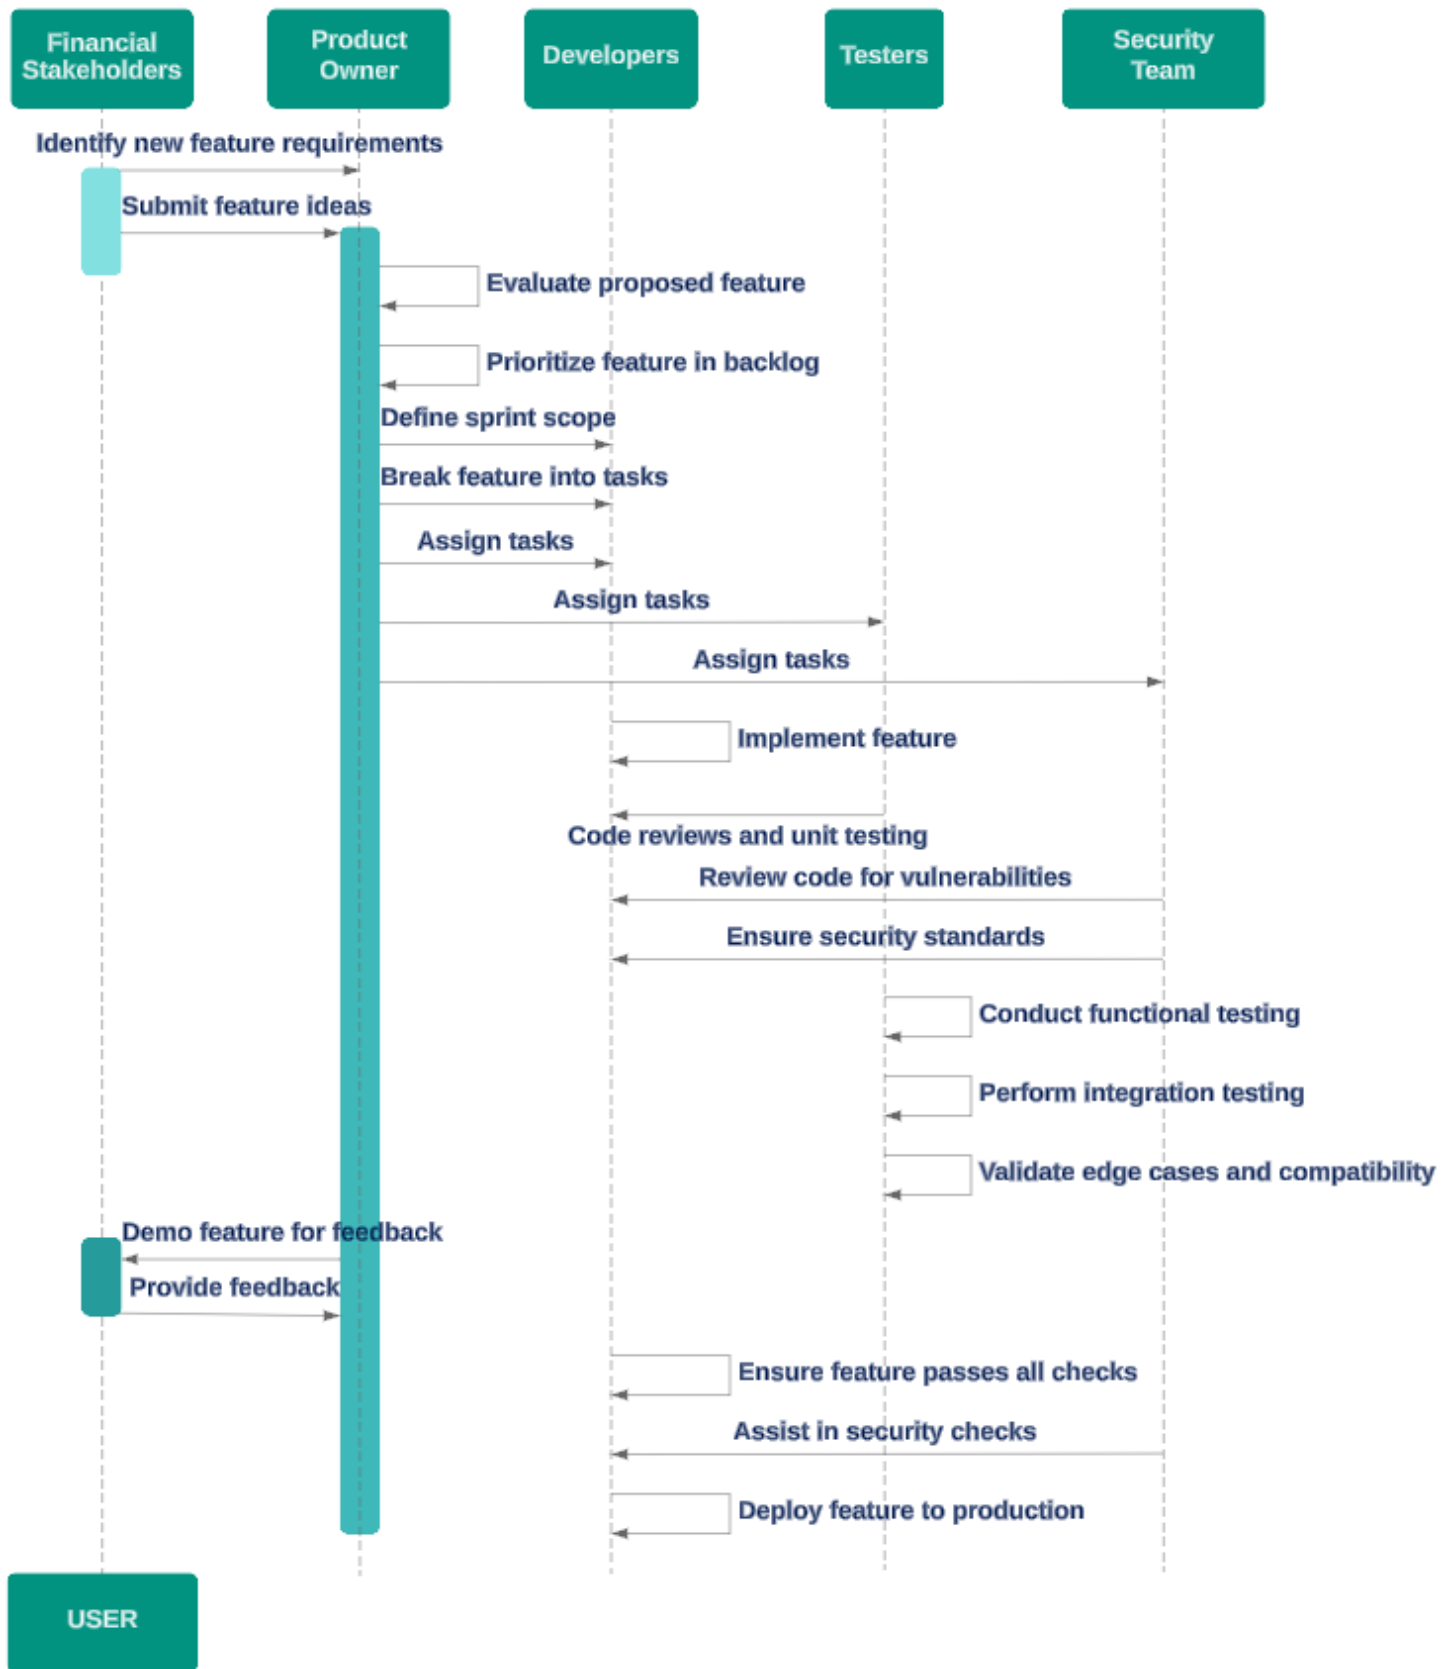 Financial
Stakeholders
Product
Owner
Developers
Testers
Security
Team
Identify new feature requirements
Submit feature ideas
Evaluate proposed feature
Prioritize feature in backlog
Define sprint scope
Break feature into tasks
Assign tasks
Assign tasks
Assign tasks
Implement feature
Code reviews and unit testing
Review code for vulnerabilities
Ensure security standards
Conduct functional testing
Perform integration testing
Validate edge cases and compatibility
Demo feature for feedback
Provide feedback
Ensure feature passes all checks
Assist in security checks
Deploy feature to production
USER